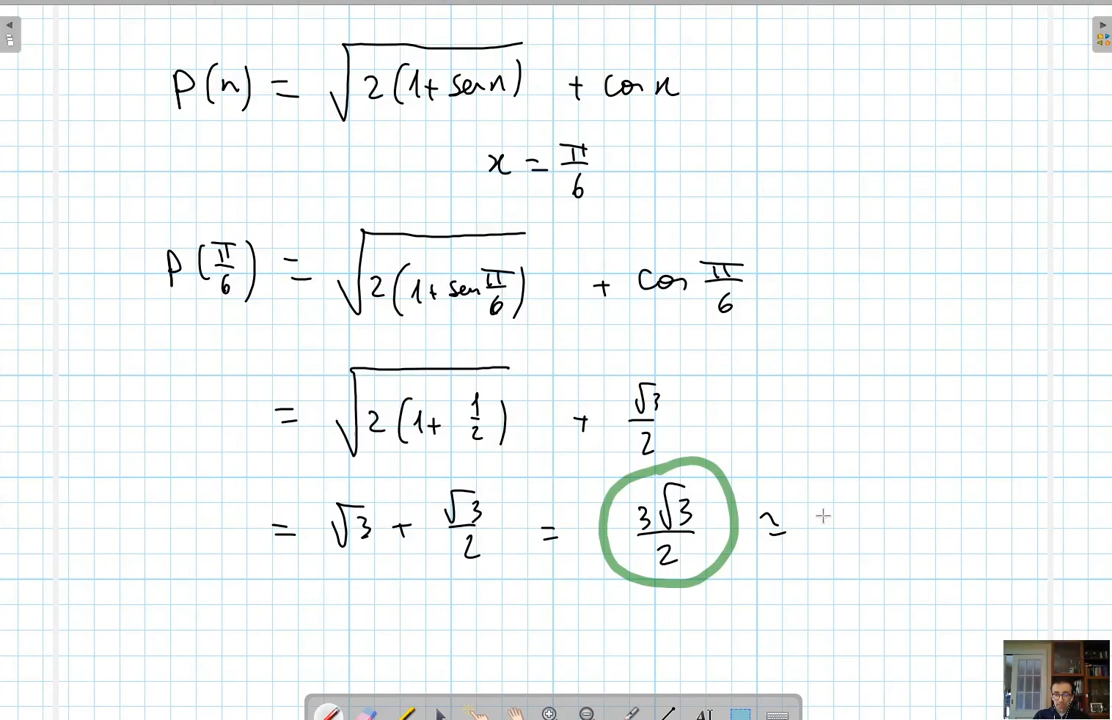 P(x) = √2(1+ sen x) + cos x
x = π/6
P(π/6) = √2(1+ sen π/6) + cos π/6
= √2(1+ 1/2) + √3/2
= √3 + √3/2 = 3√3/2 ≃